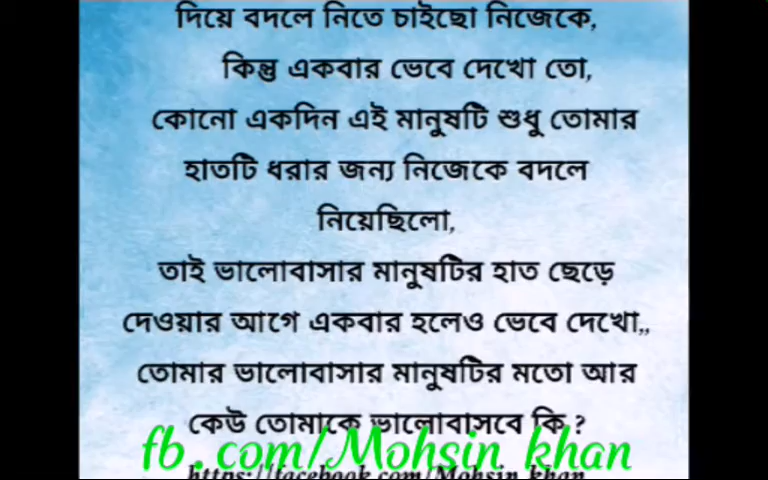 দিয়ে বদলে নিতে চাইছো নিজেকে,
কিন্তু একবার ভেবে দেখো তো,
কোনো একদিন এই মানুষটি শুধু তোমার
হাতটি ধরার জন্য নিজেকে বদলে
নিয়েছিলো,
তাই ভালোবাসার মানুষটির হাত ছেড়ে
দেওয়ার আগে একবার হলেও ভেবে দেখো,,
তোমার ভালোবাসার মানুষটির মতো আর
কেউ তোমাকে ভালোবাসবে কি ?
fb.com/Mohsin khan
https://facebook.com/Mohsin khan